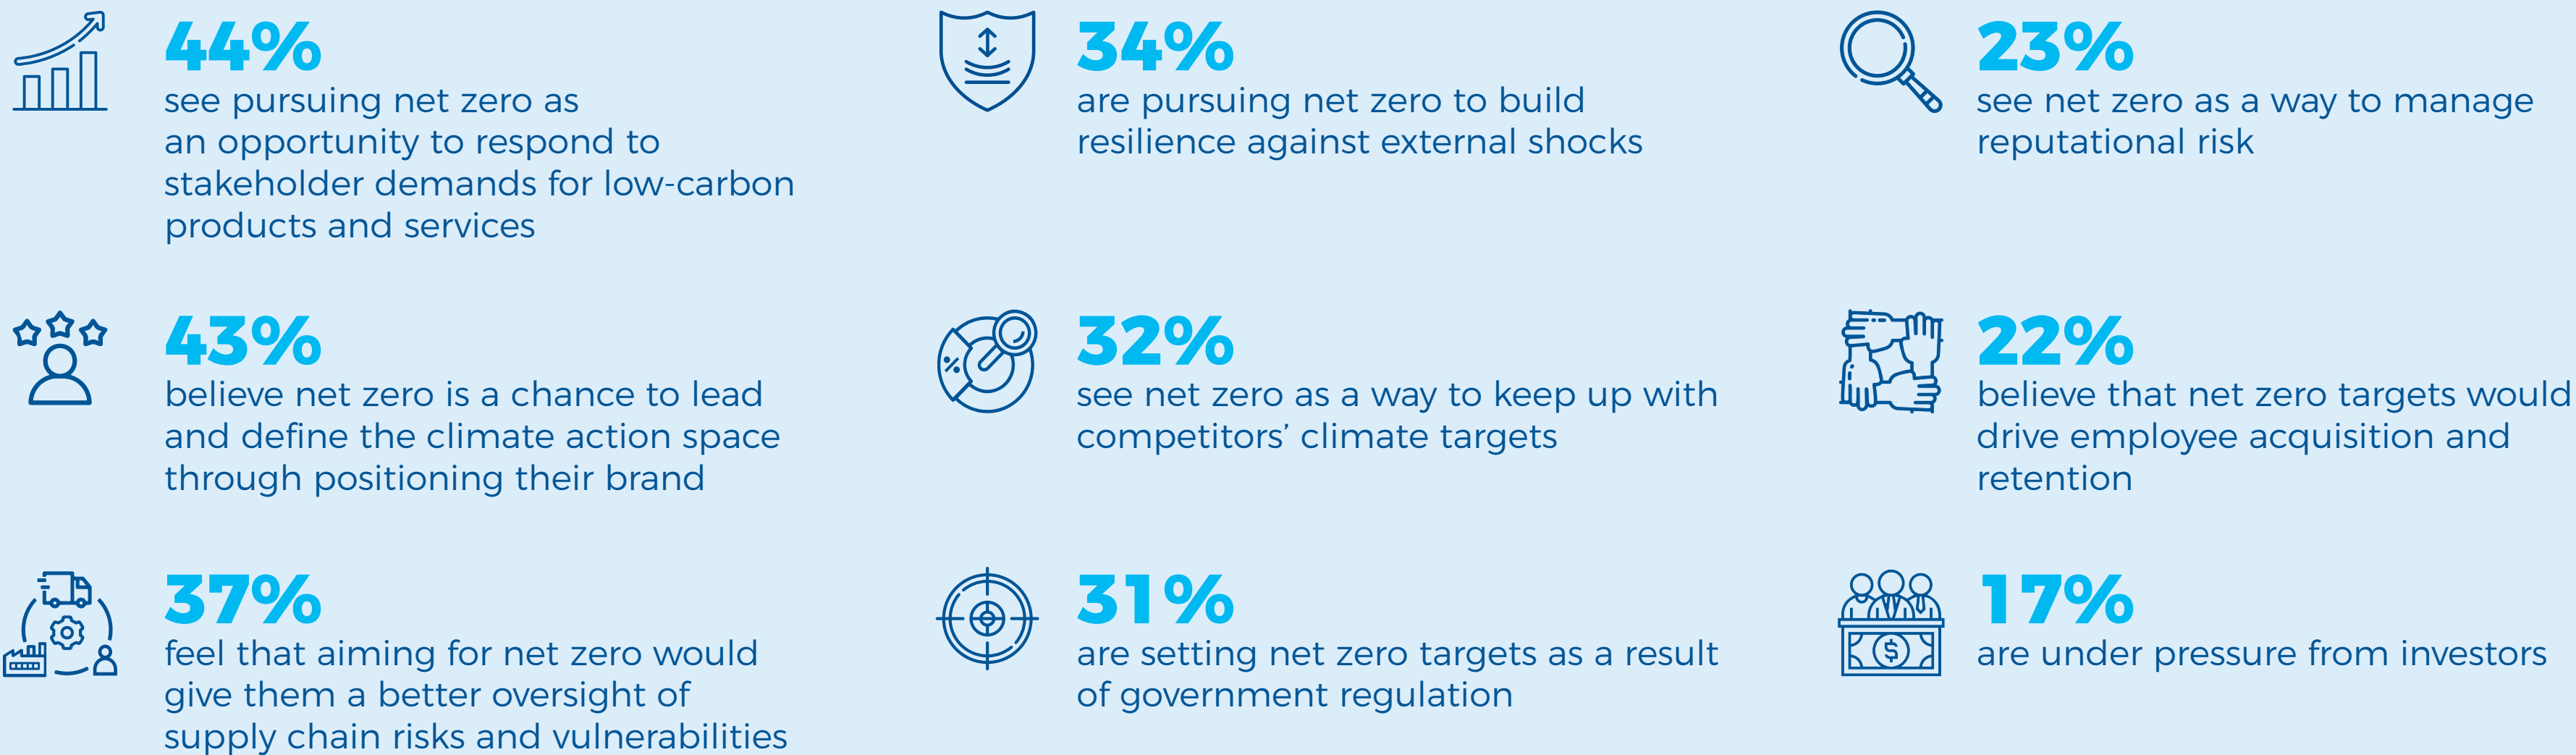 44%
see pursuing net zero as
an opportunity to respond to
stakeholder demands for low-carbon
products and services
43%
believe net zero is a chance to lead
and define the climate action space
through positioning their brand
37%
feel that aiming for net zero would
give them a better oversight of
supply chain risks and vulnerabilities
34%
are pursuing net zero to build
resilience against external shocks
%
32%
see net zero as a way to keep up with
competitors’ climate targets
31%
are setting net zero targets as a result
of government regulation
23%
see net zero as a way to manage
reputational risk
22%
believe that net zero targets would
drive employee acquisition and
retention
$
17%
are under pressure from investors